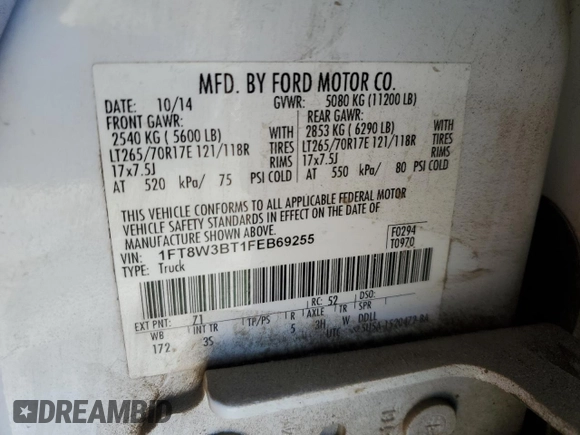 MFD. BY FORD MOTOR CO.
DATE: 10/14 GVWR: 5080 KG (11200 LB)
FRONT GAWR: REAR GAWR:
2540 KG ( 5600 LB) WITH 2853 KG ( 6290 LB) WITH
LT265/70R17E 121/118R TIRES LT265/70R17E 121/118R TIRES
17x7.5J RIMS 17x7.5J RIMS
AT 520 kPa/ 75 PSI COLD AT 550 kPa/ 80 PSI COLD
THIS VEHICLE CONFORMS TO ALL APPLICABLE FEDERAL MOTOR
VEHICLE SAFETY STANDARDS IN EFFECT ON THE DATE OF
MANUFACTURE SHOWN ABOVE.
VIN: 1FT8W3BT1FEB69255 F0294
TYPE: Truck T0970
RC: 52 DSO:
EXT PNT: 71
WB INT TR TP/PS R AXLE TR SPR
172 3S 5 3H W DDLL
UTC
DREAMBID